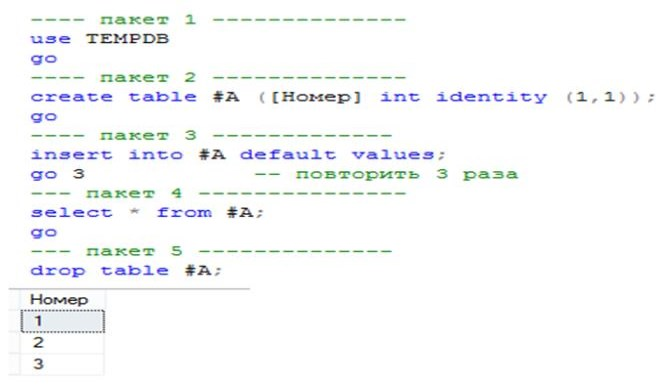 ---- пакет 1 --------------
use TEMPDB
go
---- пакет 2 --------------
create table #A ([Номер] int identity (1,1));
go
---- пакет 3 -------------
insert into #A default values;
go 3 -- повторить 3 раза
--- пакет 4 ---------------
select * from #A;
go
--- пакет 5 --------------
drop table #A;
Номер
1
2
3